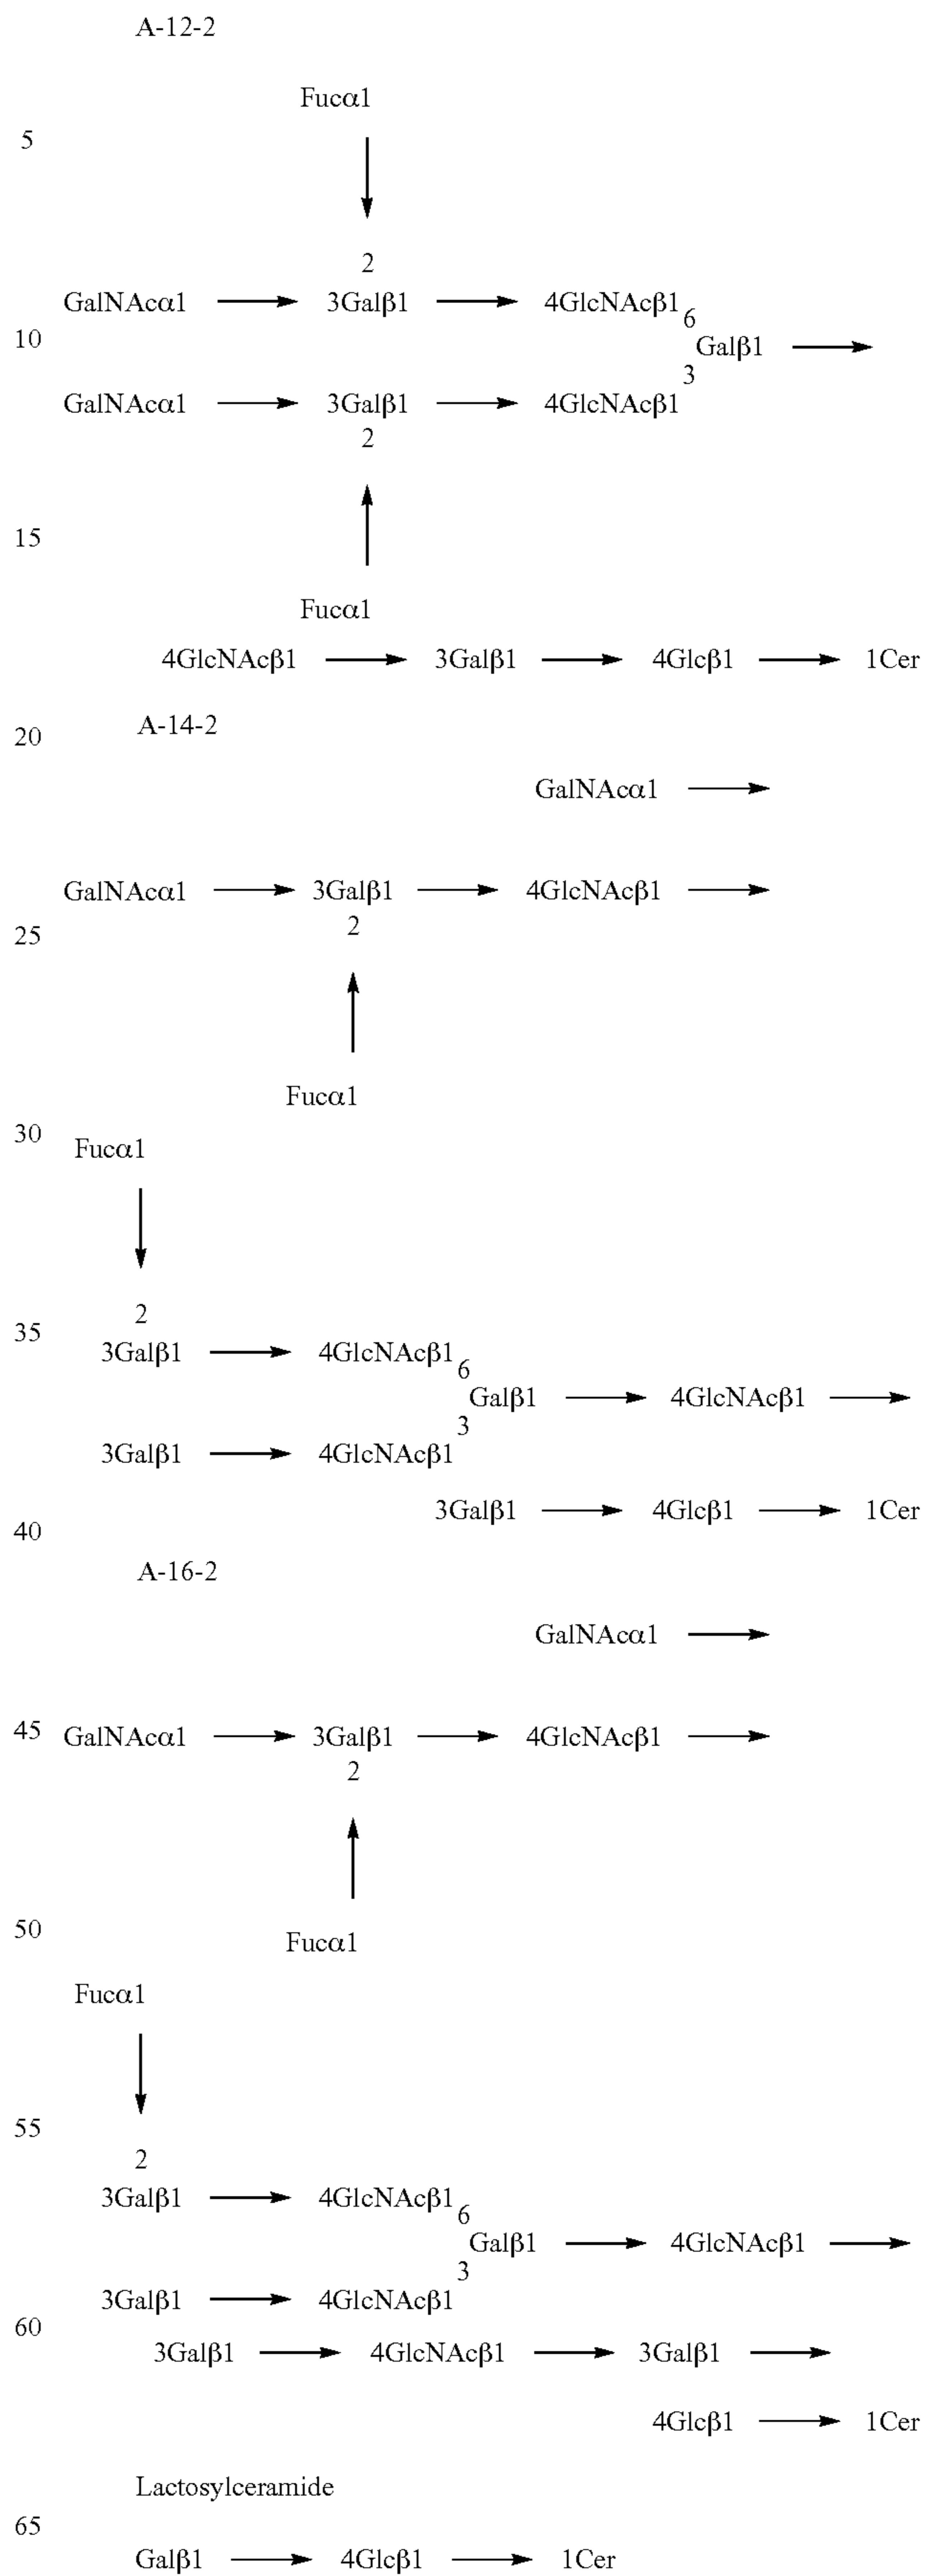 A-12-2
Fucα1
5
2
GalNAcα1 ⟶ 3Galβ1 ⟶ 4GlcNAcβ1
6
10
Galβ1 ⟶
3
GalNAcα1 ⟶ 3Galβ1 ⟶ 4GlcNAcβ1
2
15
Fucα1
4GlcNAcβ1 ⟶ 3Galβ1 ⟶ 4Glcβ1 ⟶ 1Cer
20
A-14-2
GalNAcα1 ⟶
GalNAcα1 ⟶ 3Galβ1 ⟶ 4GlcNAcβ1 ⟶
2
25
Fucα1
30
Fucα1
2
35
3Galβ1 ⟶ 4GlcNAcβ1
6
Galβ1 ⟶ 4GlcNAcβ1 ⟶
3
3Galβ1 ⟶ 4GlcNAcβ1
3Galβ1 ⟶ 4Glcβ1 ⟶ 1Cer
40
A-16-2
GalNAcα1 ⟶
45
GalNAcα1 ⟶ 3Galβ1 ⟶ 4GlcNAcβ1 ⟶
2
50
Fucα1
Fucα1
55
2
3Galβ1 ⟶ 4GlcNAcβ1
6
Galβ1 ⟶ 4GlcNAcβ1 ⟶
3
3Galβ1 ⟶ 4GlcNAcβ1
60
3Galβ1 ⟶ 4GlcNAcβ1 ⟶ 3Galβ1 ⟶
4Glcβ1 ⟶ 1Cer
Lactosylceramide
65
Galβ1 ⟶ 4Glcβ1 ⟶ 1Cer